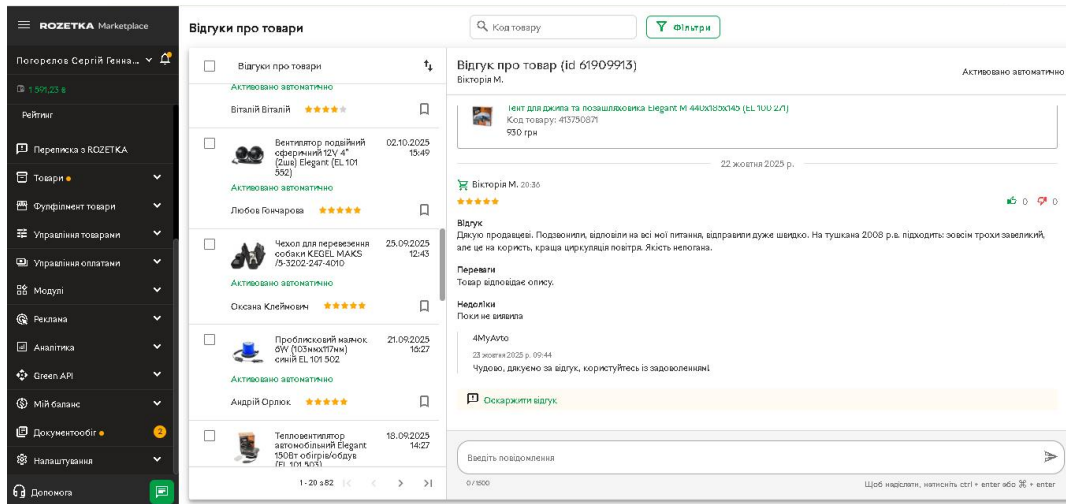 ROZETKA Marketplace
Відгуки про товари
Код товару
Фільтри
Погорелов Сергій Генна...
1 591,23 ₴
Рейтинг
Переписка з ROZETKA
Товари
Фулфілмент товари
Управління товарами
Управління оплатами
Модулі
Реклама
Аналітика
Green API
Мій баланс
Документообіг
2
Налаштування
Допомога
Відгуки про товари
Активовано автоматично
Віталій Віталій
Вентилятор подвійний 02.10.2025
сферичний 12V 4" 15:49
(2шв) Elegant (EL 101
552)
Активовано автоматично
Любов Гончарова
Чехол для перевезення 25.09.2025
собаки KEGEL MAKS 12:43
/5-3202-247-4010
Активовано автоматично
Оксана Клеймович
Проблисковий маячок 21.09.2025
6W (103ммх117мм) 16:27
синій EL 101 502
Активовано автоматично
Андрій Орлюк
Тепловентилятор 18.09.2025
автомобільний Elegant 14:27
150Вт обігрів/обдув
(EL 101 503)
1 - 20 з 82
Відгук про товар (id 61909913)
Вікторія М.
Активовано автоматично
Тент для джипа та позашляховика Elegant M 440х185х145 (EL 100 271)
Код товару: 413750871
930 грн
22 жовтня 2025 р.
Вікторія М. 20:36
0 0
Відгук
Дякую продавцеві. Подзвонили, відповіли на всі мої питання, відправили дуже швидко. На тушкана 2008 р.в. підходить: зовсім трохи завеликий,
але це на користь, краща циркуляція повітря. Якість непогана.
Переваги
Товар відповідає опису.
Недоліки
Поки не виявила
4MyAvto
23 жовтня 2025 р. 09:44
Чудово, дякуємо за відгук, користуйтесь із задоволенням!
Оскаржити відгук
Введіть повідомлення
0 / 1500
Щоб надіслати, натисніть ctrl + enter або ⌘ + enter